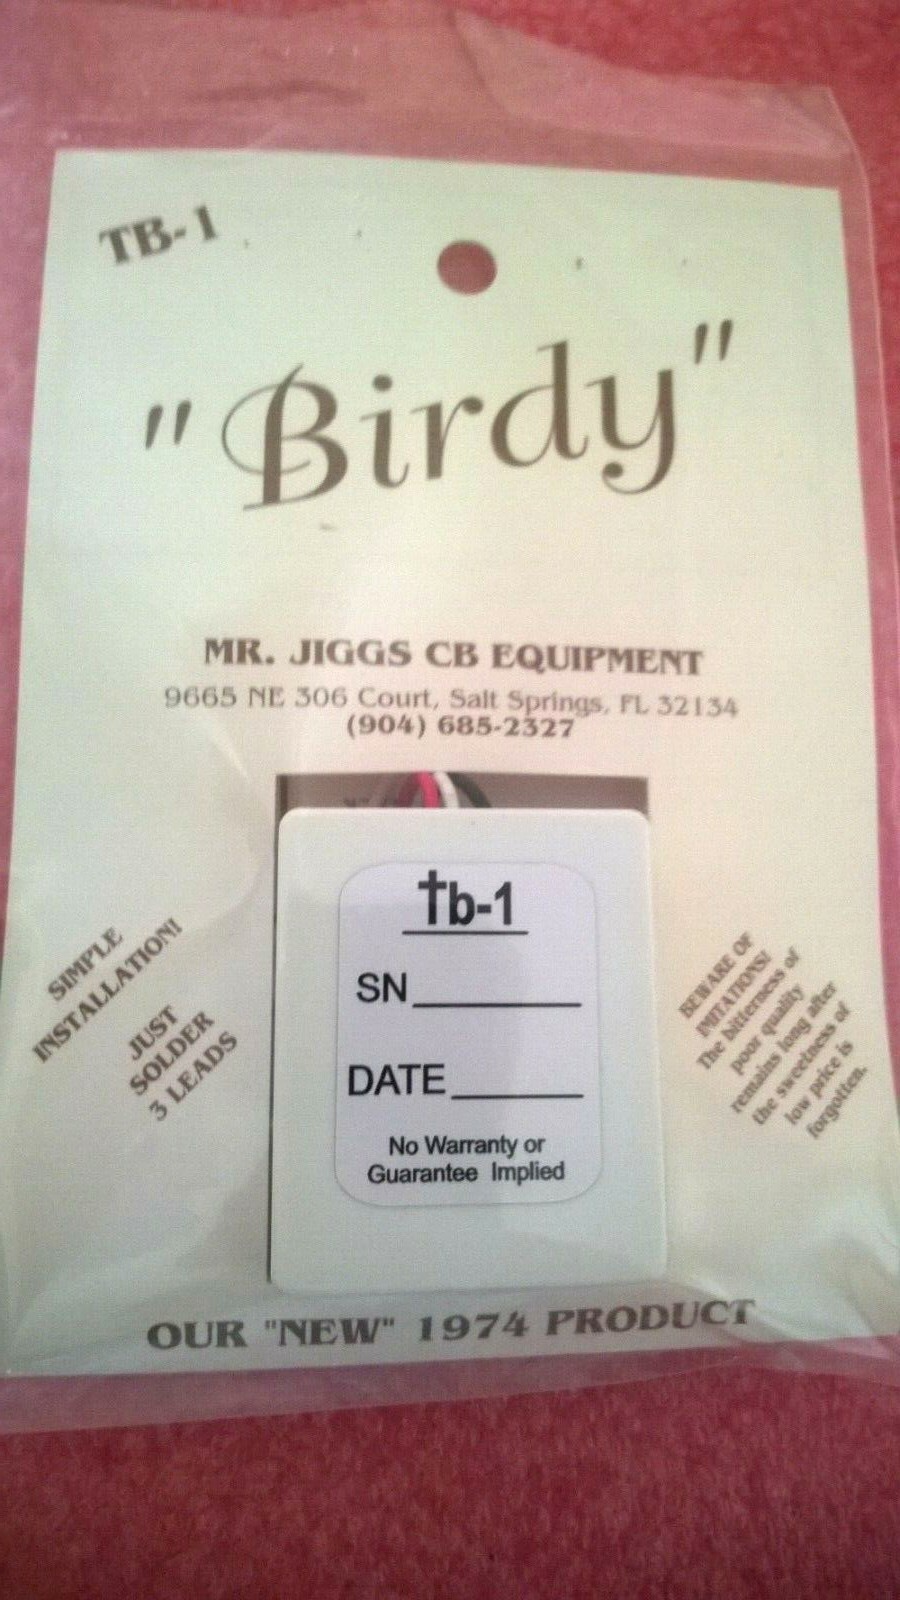 TB-1
"Birdy"
MR. JIGGS CB EQUIPMENT
9665 NE 306 Court, Salt Springs, FL 32134
(904) 685-2327
SIMPLE
INSTALLATION!
JUST
SOLDER
3 LEADS
tb-1
SN
DATE
No Warranty or
Guarantee Implied
BEWARE OF
IMITATIONS!
The bitterness of
poor quality
remains long after
the sweetness of
low price is
forgotten.
OUR "NEW" 1974 PRODUCT